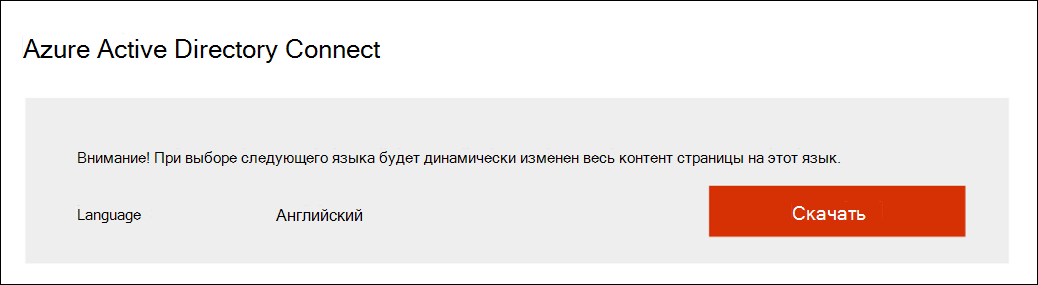 Azure Active Directory Connect
Внимание! При выборе следующего языка будет динамически изменен весь контент страницы на этот язык.
Language Английский Скачать